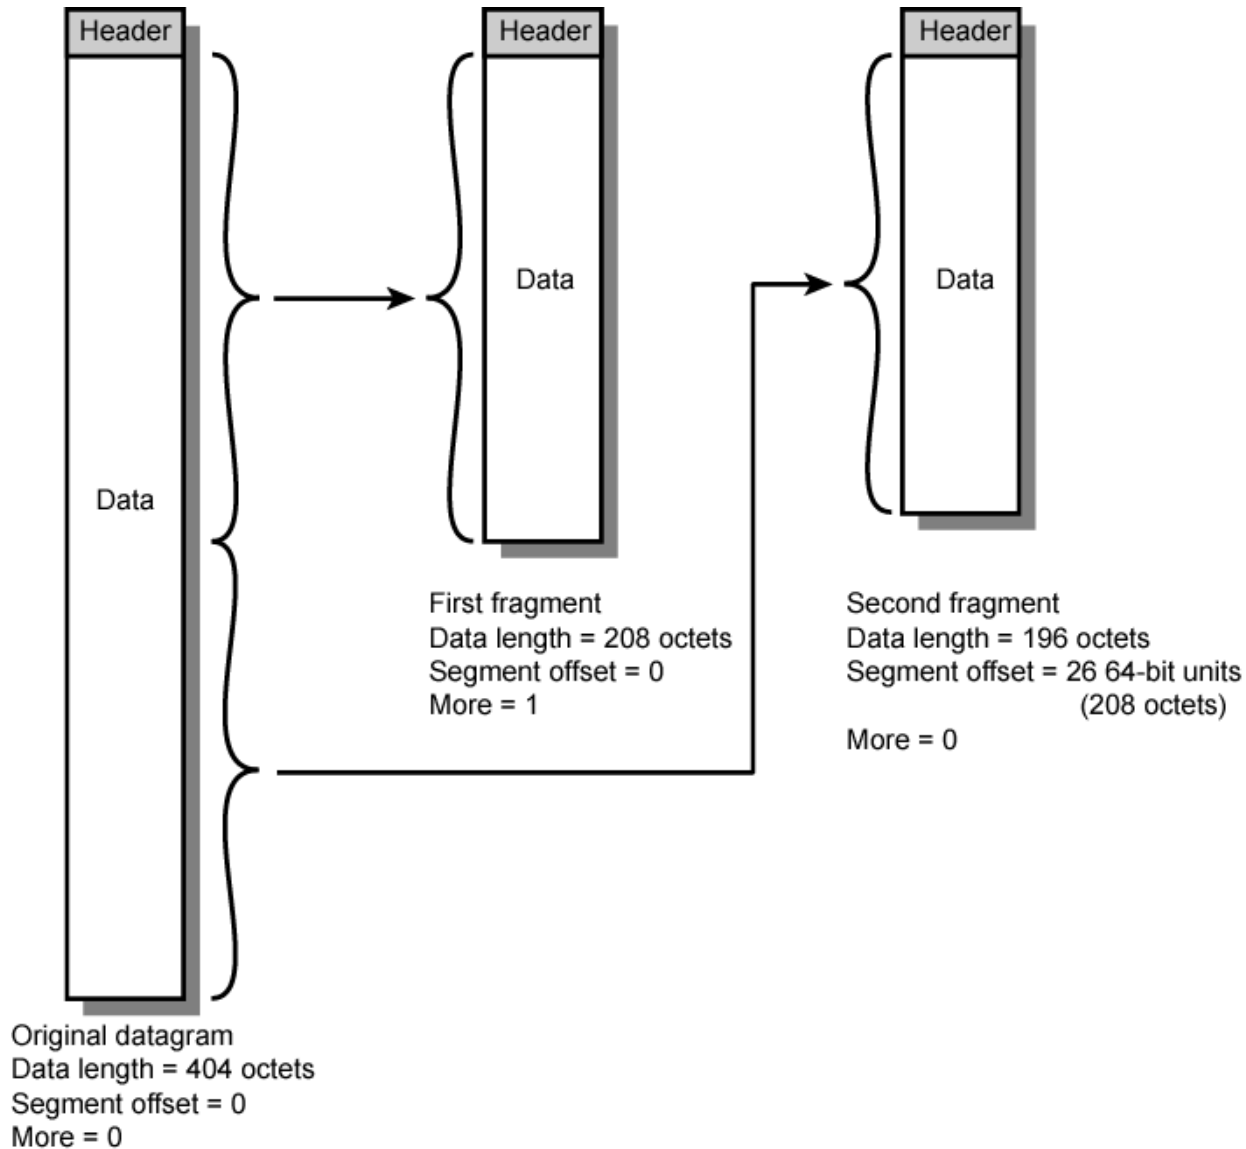 Header
Data
Original datagram
Data length = 404 octets
Segment offset = 0
More = 0
Header
Data
First fragment
Data length = 208 octets
Segment offset = 0
More = 1
Header
Data
Second fragment
Data length = 196 octets
Segment offset = 26 64-bit units
(208 octets)
More = 0